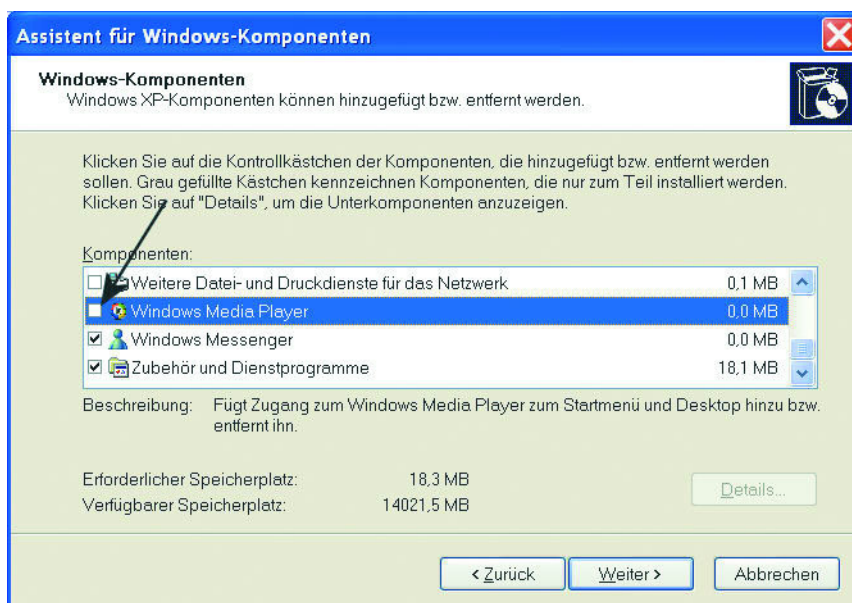 Assistent für Windows-Komponenten
Windows-Komponenten
Windows XP-Komponenten können hinzugefügt bzw. entfernt werden.
Klicken Sie auf die Kontrollkästchen der Komponenten, die hinzugefügt bzw. entfernt werden
sollen. Grau gefüllte Kästchen kennzeichnen Komponenten, die nur zum Teil installiert werden.
Klicken Sie auf "Details", um die Unterkomponenten anzuzeigen.
Komponenten:
Weitere Datei- und Druckdienste für das Netzwerk 0,1 MB
Windows Media Player 0,0 MB
Windows Messenger 0,0 MB
Zubehör und Dienstprogramme 18,1 MB
Beschreibung: Fügt Zugang zum Windows Media Player zum Startmenü und Desktop hinzu bzw.
entfernt ihn.
Erforderlicher Speicherplatz: 18,3 MB
Verfügbarer Speicherplatz: 14021,5 MB
Details...
< Zurück Weiter > Abbrechen